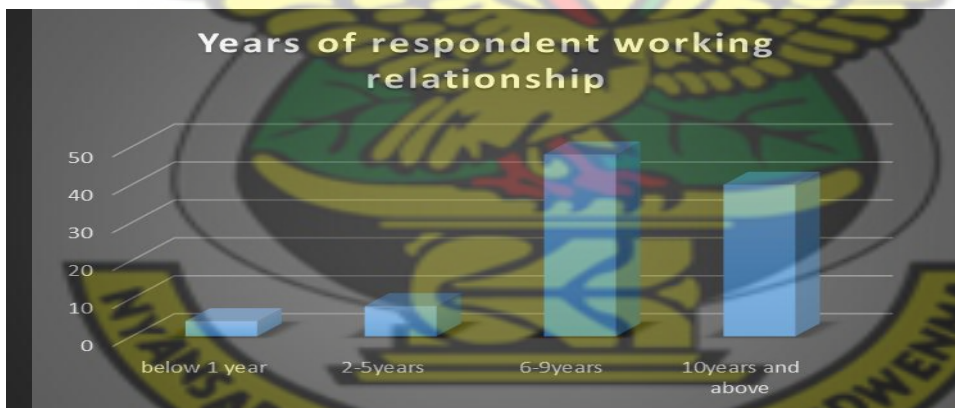 Years of respondent working
relationship
50
40
30
20
10
0
below 1 year
2-5years
6-9years
10years and
above